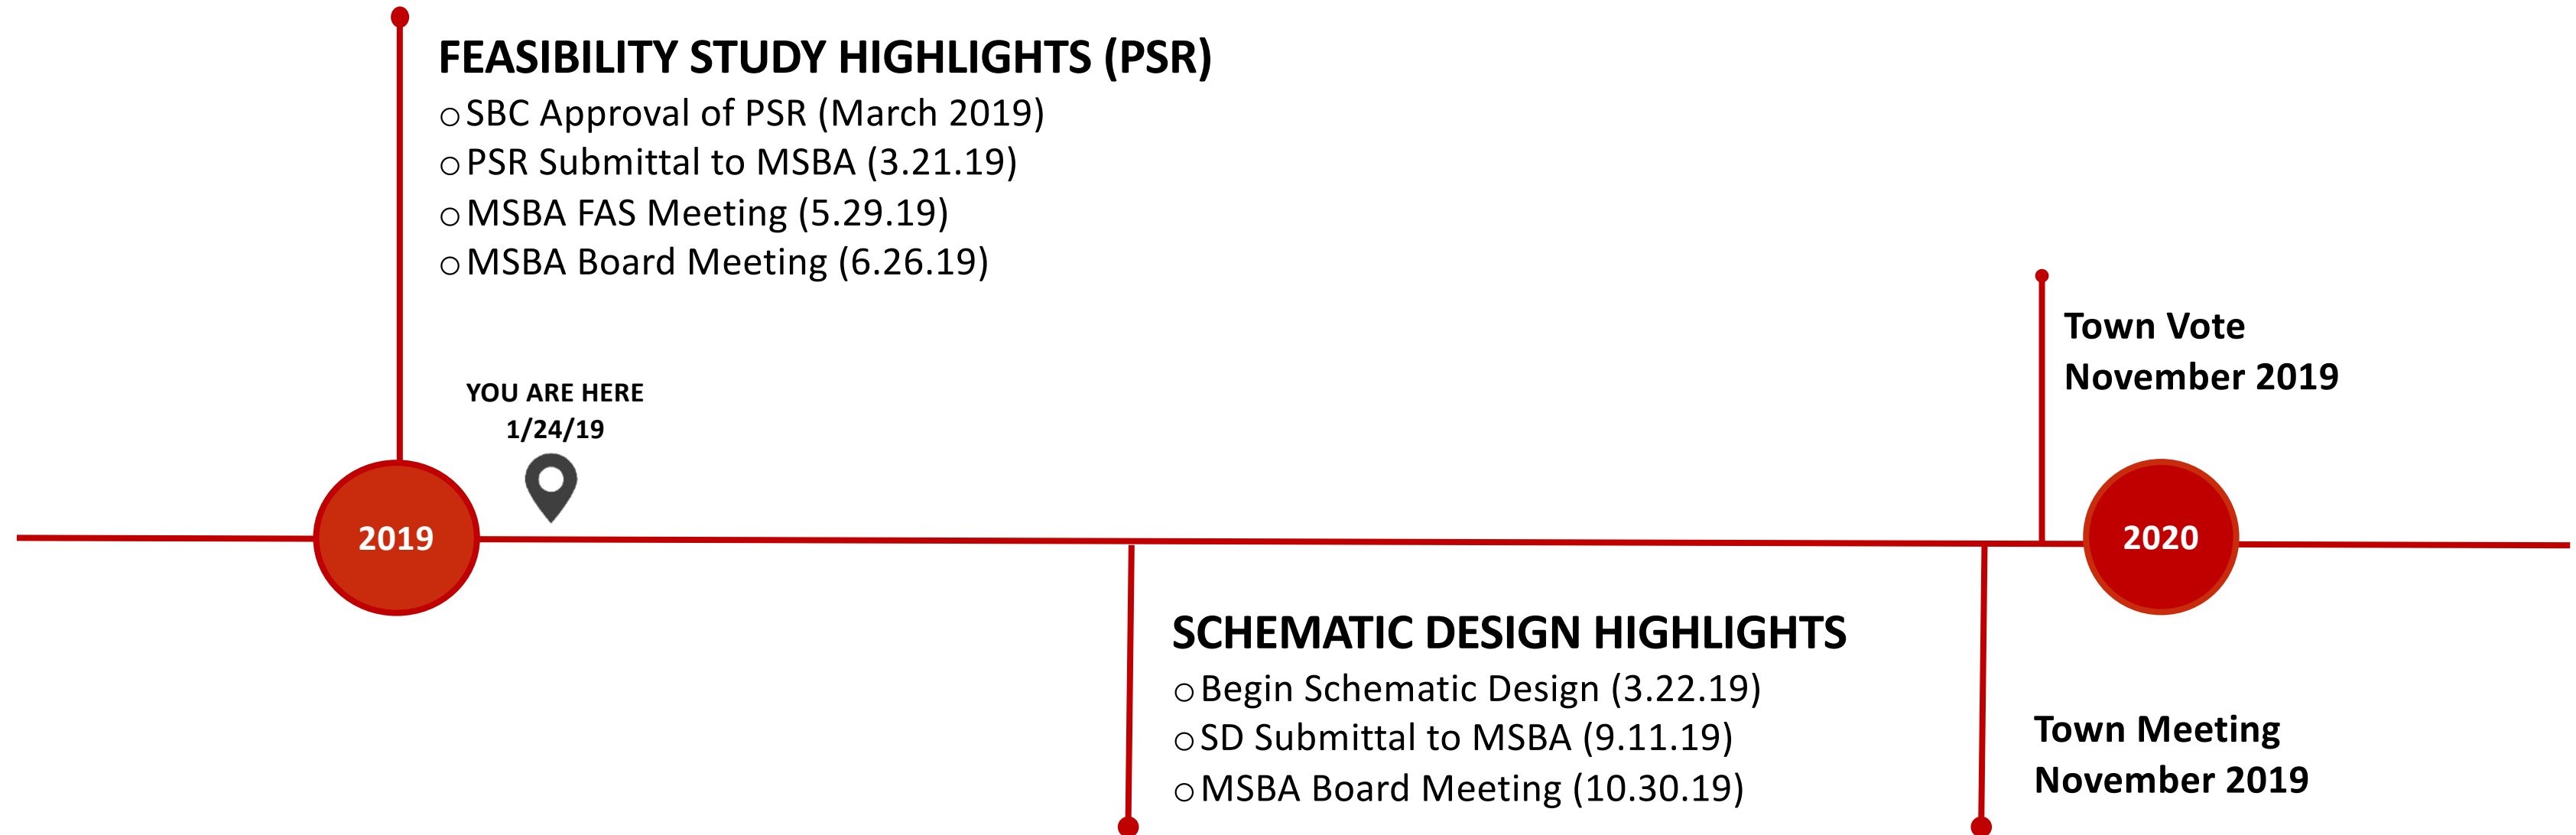 FEASIBILITY STUDY HIGHLIGHTS (PSR)
○ SBC Approval of PSR (March 2019)
○ PSR Submittal to MSBA (3.21.19)
○ MSBA FAS Meeting (5.29.19)
○ MSBA Board Meeting (6.26.19)
YOU ARE HERE
1/24/19
2019
Town Vote
November 2019
2020
SCHEMATIC DESIGN HIGHLIGHTS
○ Begin Schematic Design (3.22.19)
○ SD Submittal to MSBA (9.11.19)
○ MSBA Board Meeting (10.30.19)
Town Meeting
November 2019